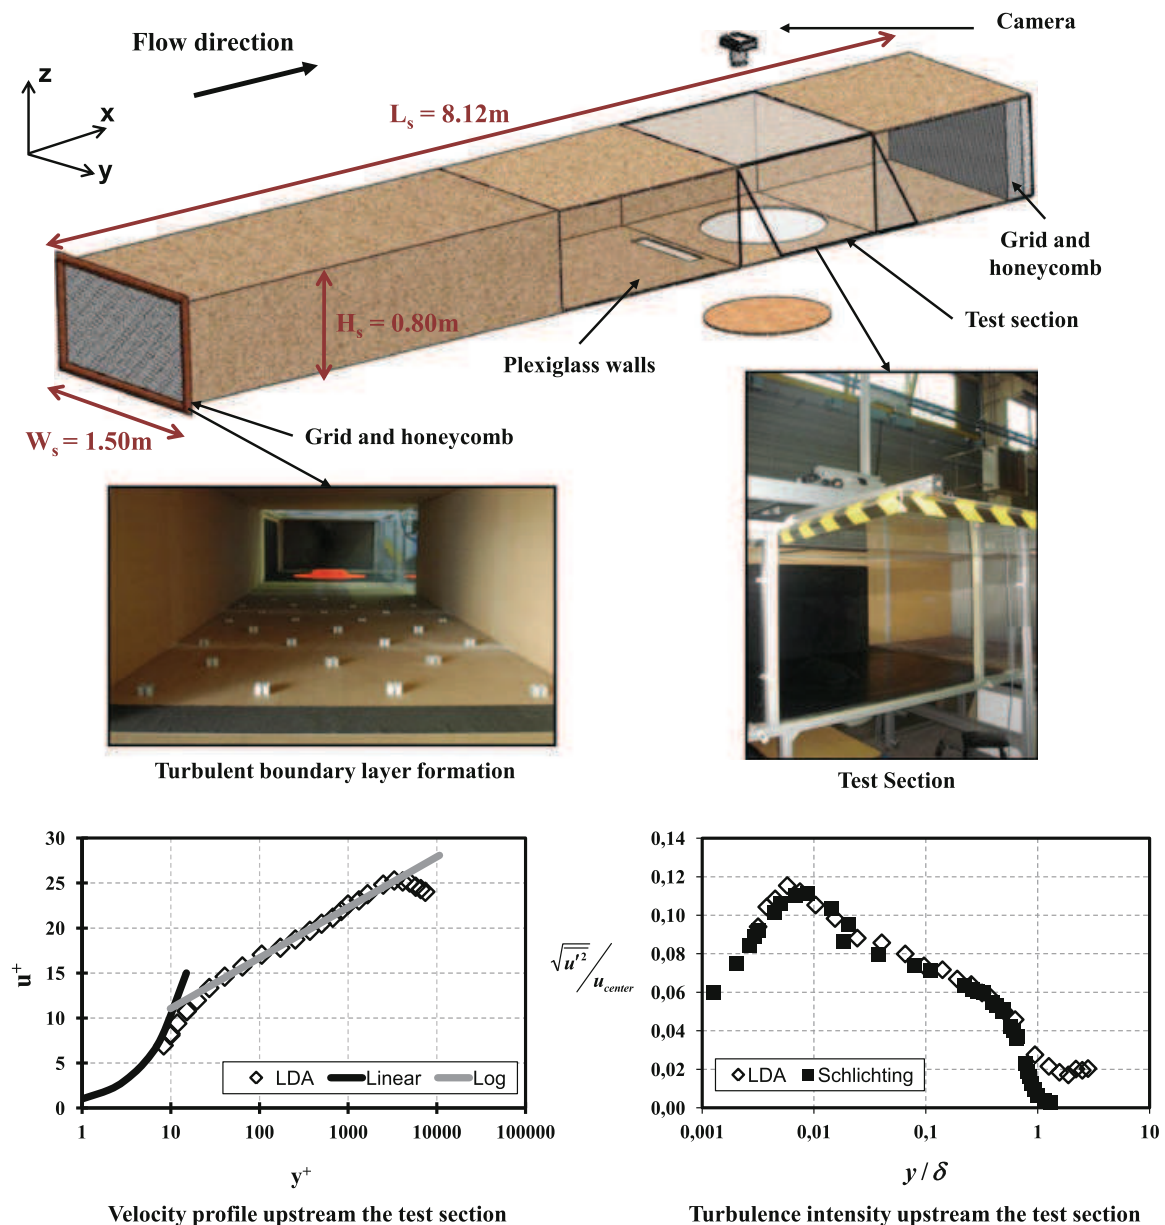 Camera
Flow direction
z
x
y
Ls = 8.12m
Grid and
honeycomb
Hs = 0.80m
Test section
Plexiglass walls
Ws = 1.50m
Grid and honeycomb
Turbulent boundary layer formation
Test Section
30
25
20
15
10
5
0
u+
LDA Linear Log
1 10 100 1000 10000 100000
y+
Velocity profile upstream the test section
0,14
0,12
0,10
0,08
0,06
0,04
0,02
0,00
√u'2 / ucenter
LDA Schlichting
0,001 0,01 0,1 1 10
y / δ
Turbulence intensity upstream the test section